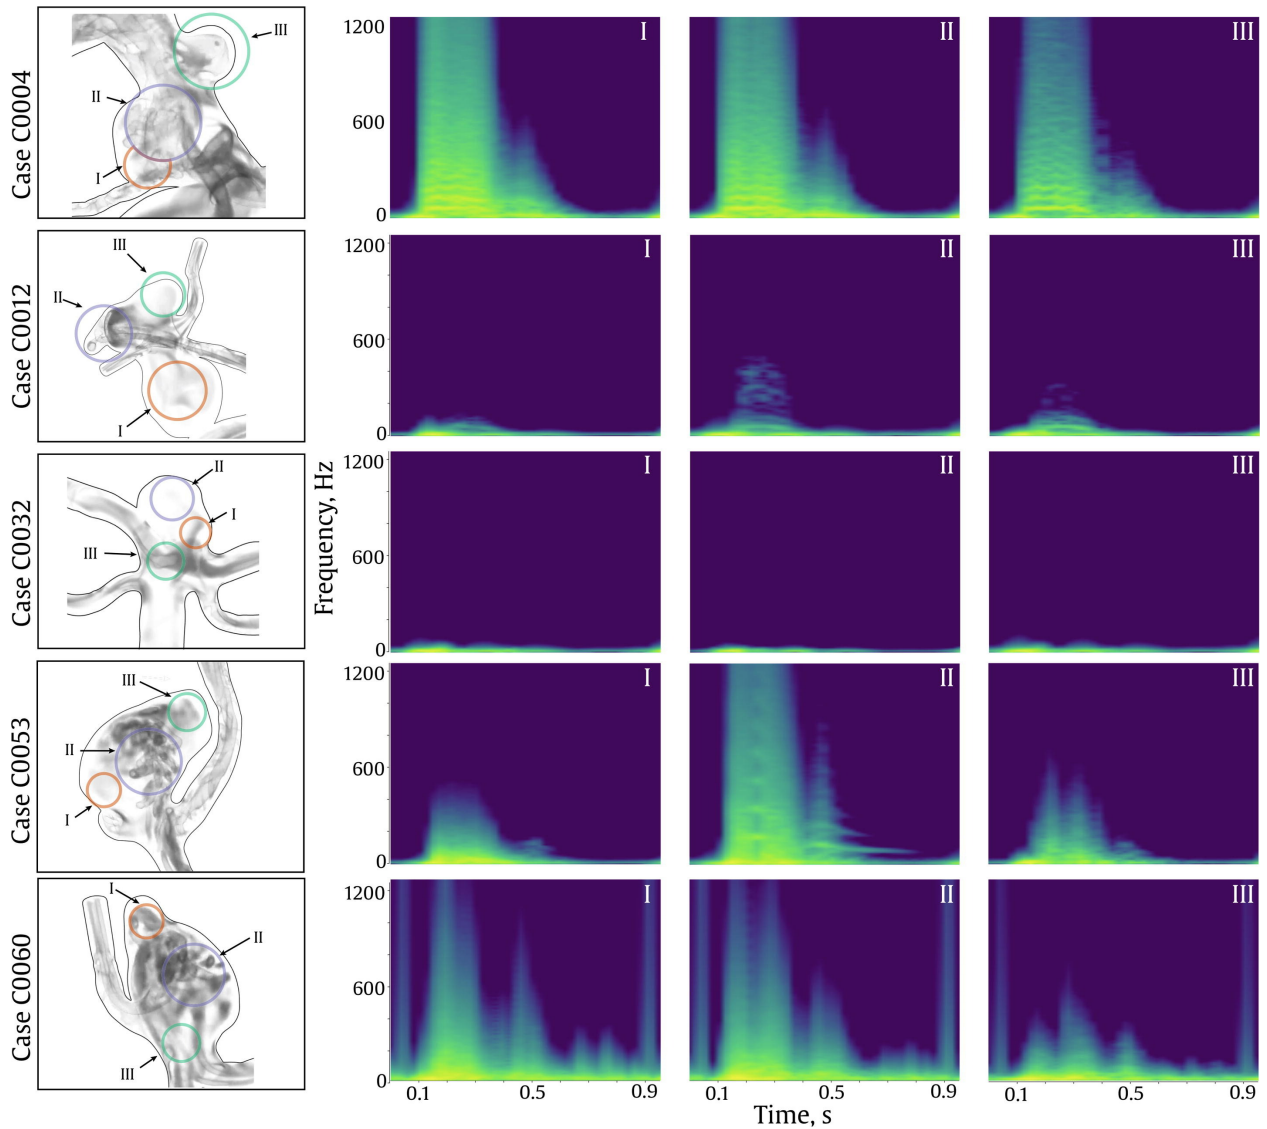 Case C0004
III
II
I
1200
600
0
I
II
III
Case C0012
III
II
I
1200
600
0
I
II
III
Case C0032
II
I
III
1200
600
0
I
II
III
Frequency, Hz
Case C0053
III
II
I
1200
600
0
I
II
III
Case C0060
I
II
III
1200
600
0
I
II
III
0.1 0.5 0.9
0.1 0.5 0.9
0.1 0.5 0.9
Time, s